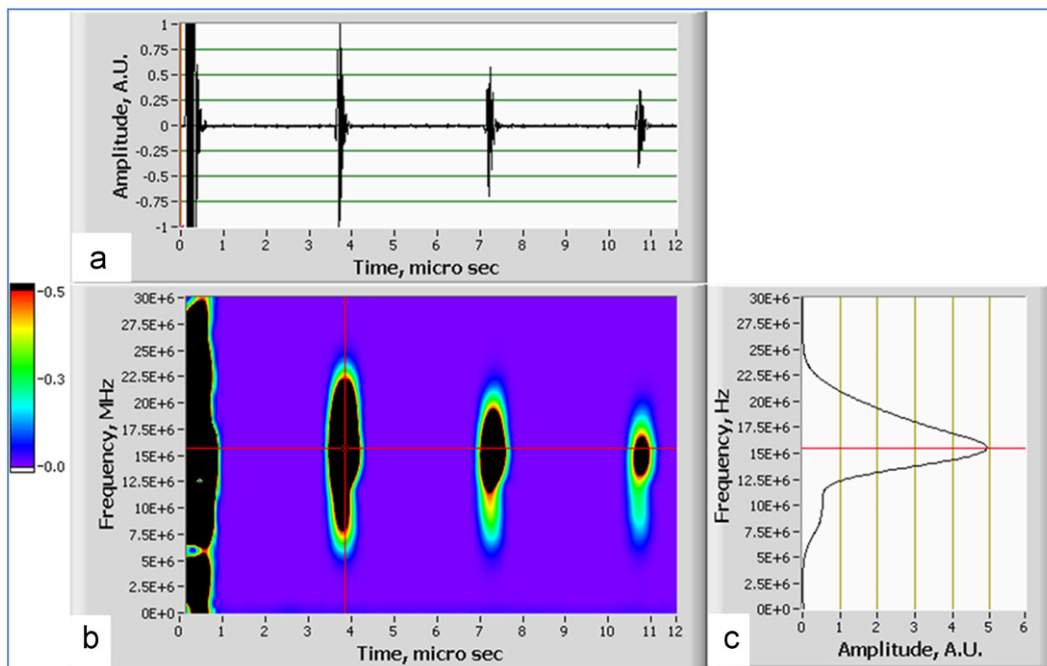 1
0.75
0.5
0.25
0
-0.25
-0.5
-0.75
-1
Amplitude, A.U.
0 1 2 3 4 5 6 7 8 9 10 11 12
Time, micro sec
a
-0.5
-0.3
-0.0
30E+6
27.5E+6
25E+6
22.5E+6
20E+6
17.5E+6
15E+6
12.5E+6
10E+6
7.5E+6
5E+6
2.5E+6
0E+0
Frequency, MHz
0 1 2 3 4 5 6 7 8 9 10 11 12
Time, micro sec
b
30E+6
27.5E+6
25E+6
22.5E+6
20E+6
17.5E+6
15E+6
12.5E+6
10E+6
7.5E+6
5E+6
2.5E+6
0E+0
Frequency, Hz
0 1 2 3 4 5 6
Amplitude, A.U.
c